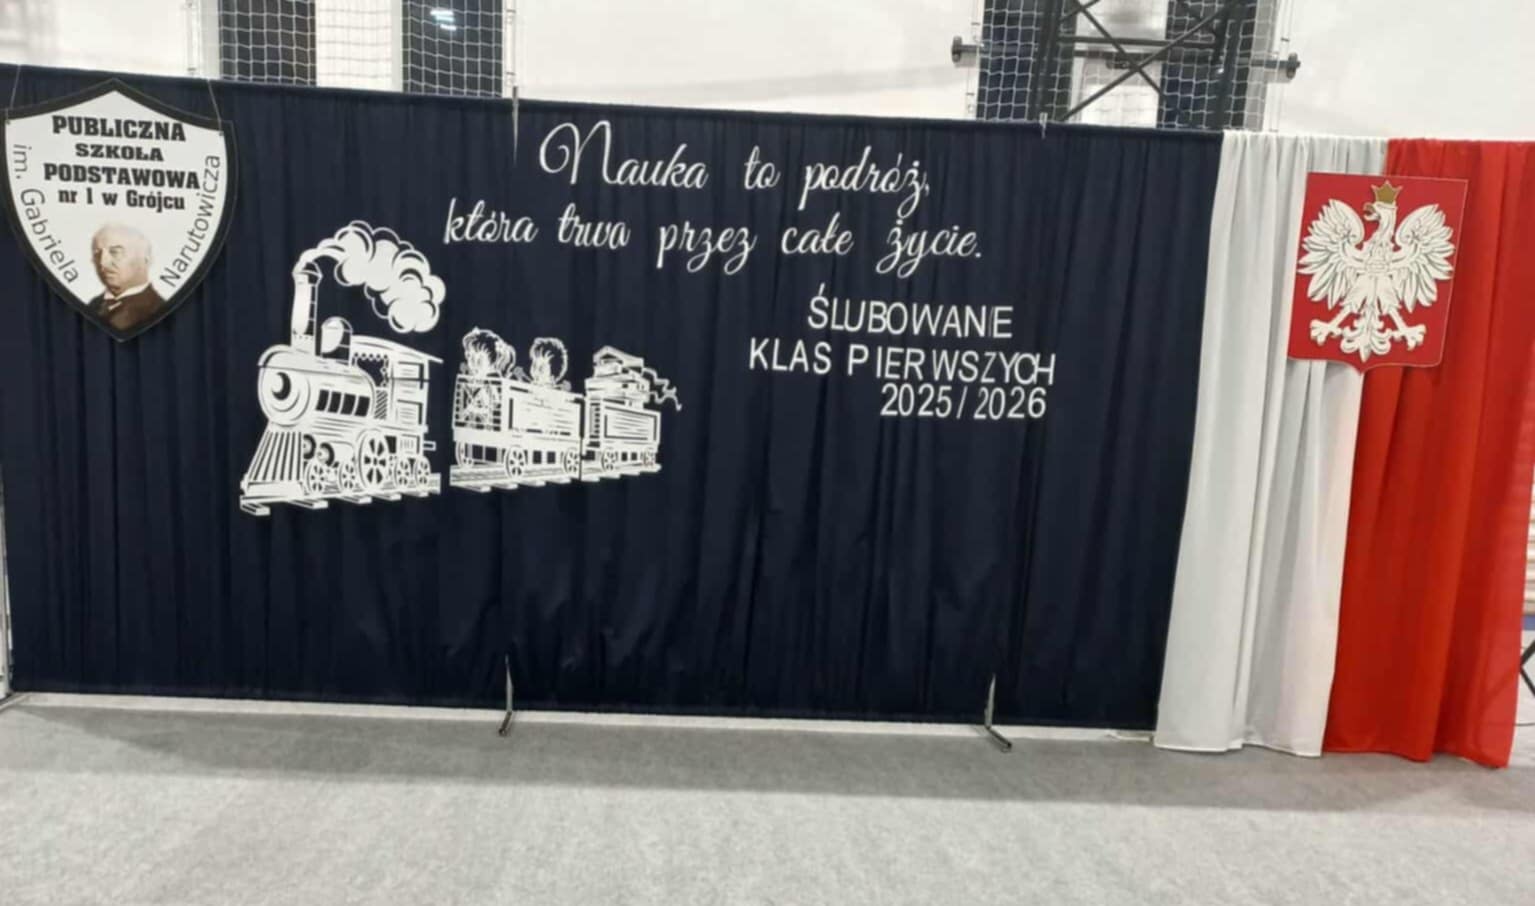 PUBLICZNA
SZKOŁA
PODSTAWOWA
nr 1 w Grójcu
im. Gabriela Narutowicza
Nauka to podróż,
która trwa przez całe życie.
ŚLUBOWANIE
KLAS PIERWSZYCH
2025/2026